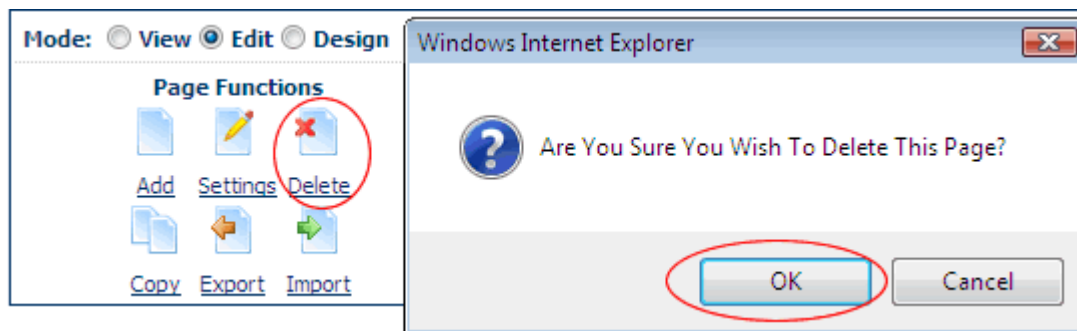 Mode: View Edit Design
Page Functions
Add Settings Delete
Copy Export Import
Windows Internet Explorer
Are You Sure You Wish To Delete This Page?
OK Cancel